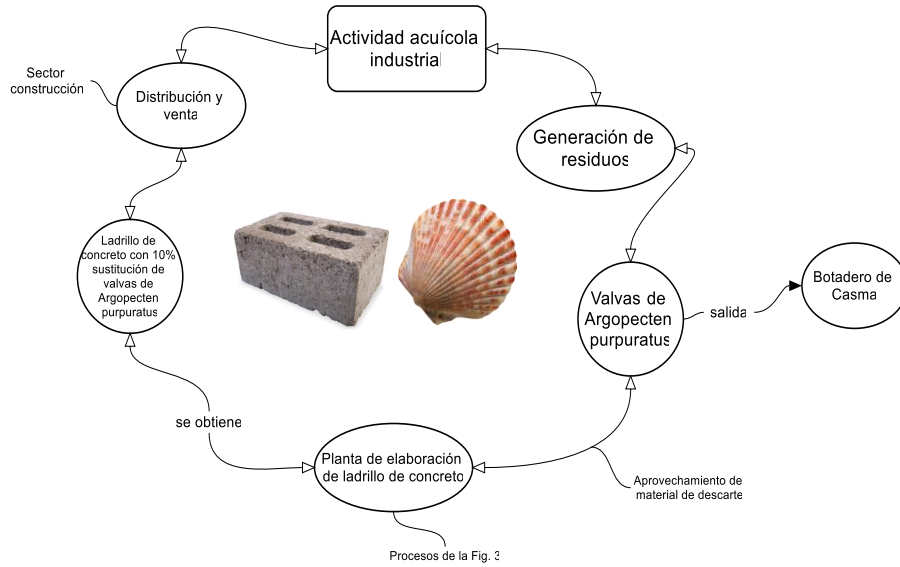 Actividad acuícola
industrial
Sector
construcción
Distribución y
venta
Generación de
residuos
Ladrillo de
concreto con 10%
sustitución de
valvas de
Argopecten
purpuratus
Valvas de
Argopecten
purpuratus
salida
Botadero de
Casma
se obtiene
Planta de elaboración
de ladrillo de concreto
Aprovechamiento de
material de descarte
Procesos de la Fig. 3